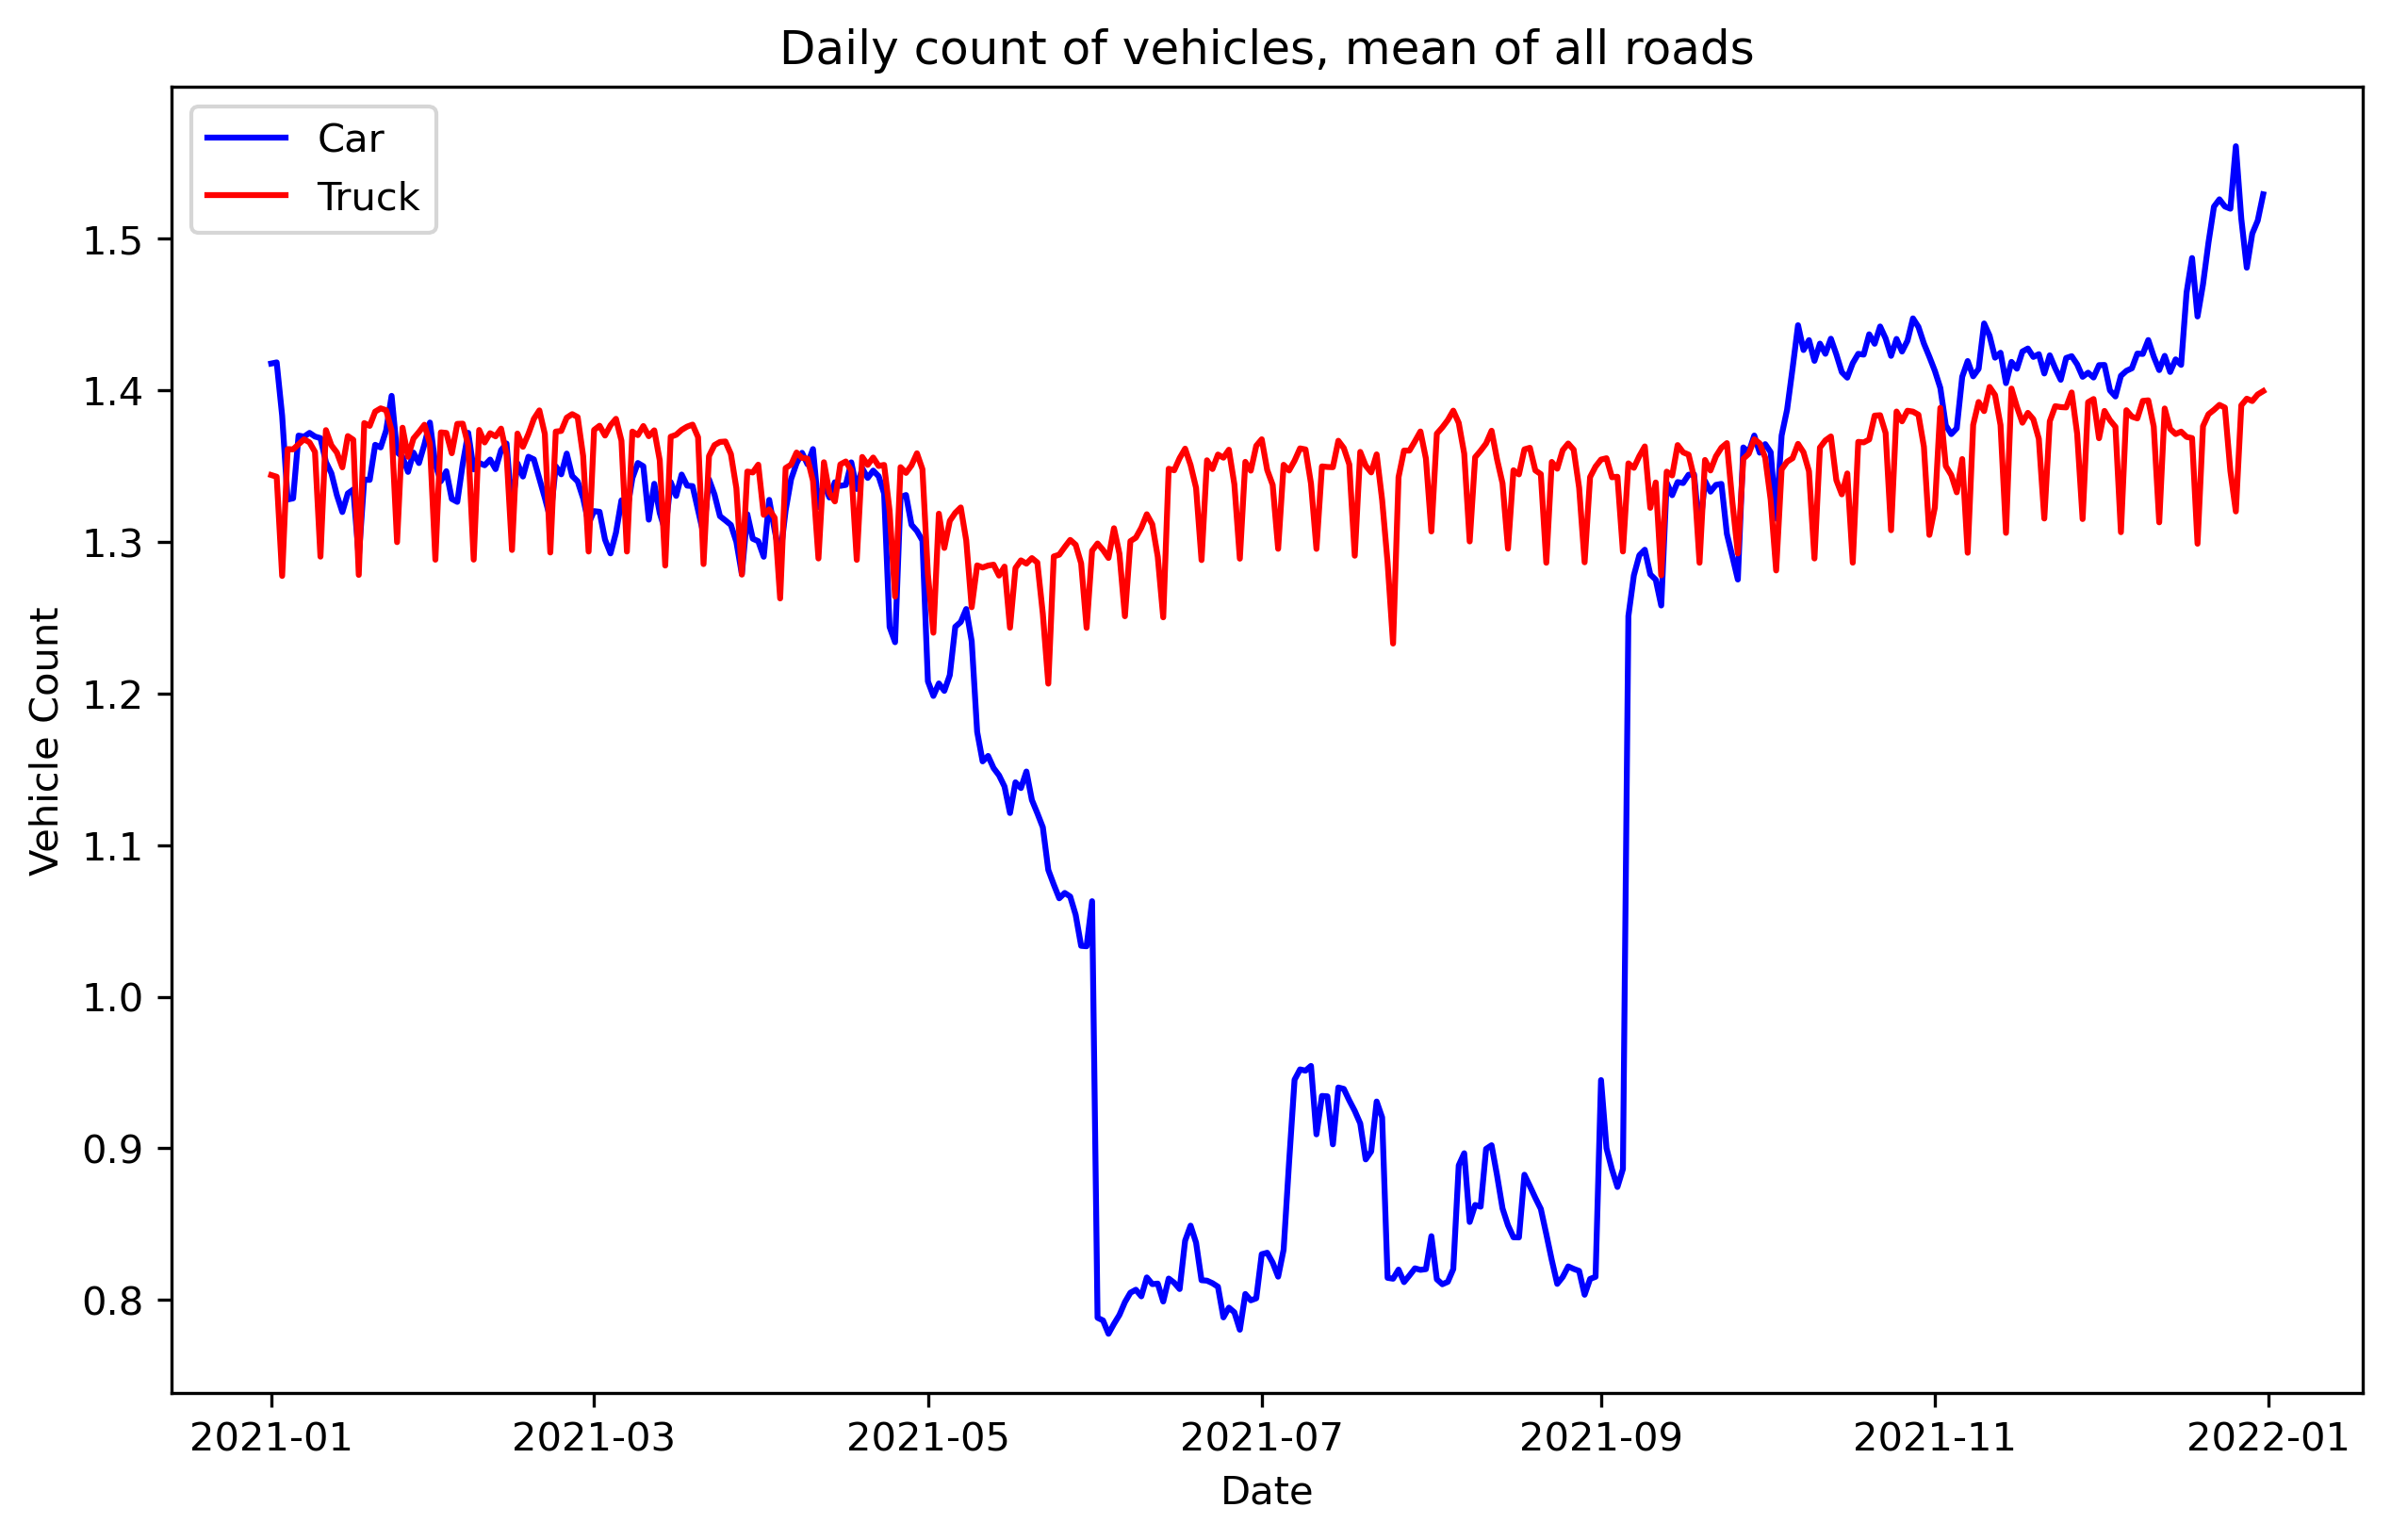 Daily count of vehicles, mean of all roads
Car
Truck
Vehicle Count
1.5
1.4
1.3
1.2
1.1
1.0
0.9
0.8
2021-01 2021-03 2021-05 2021-07 2021-09 2021-11 2022-01
Date